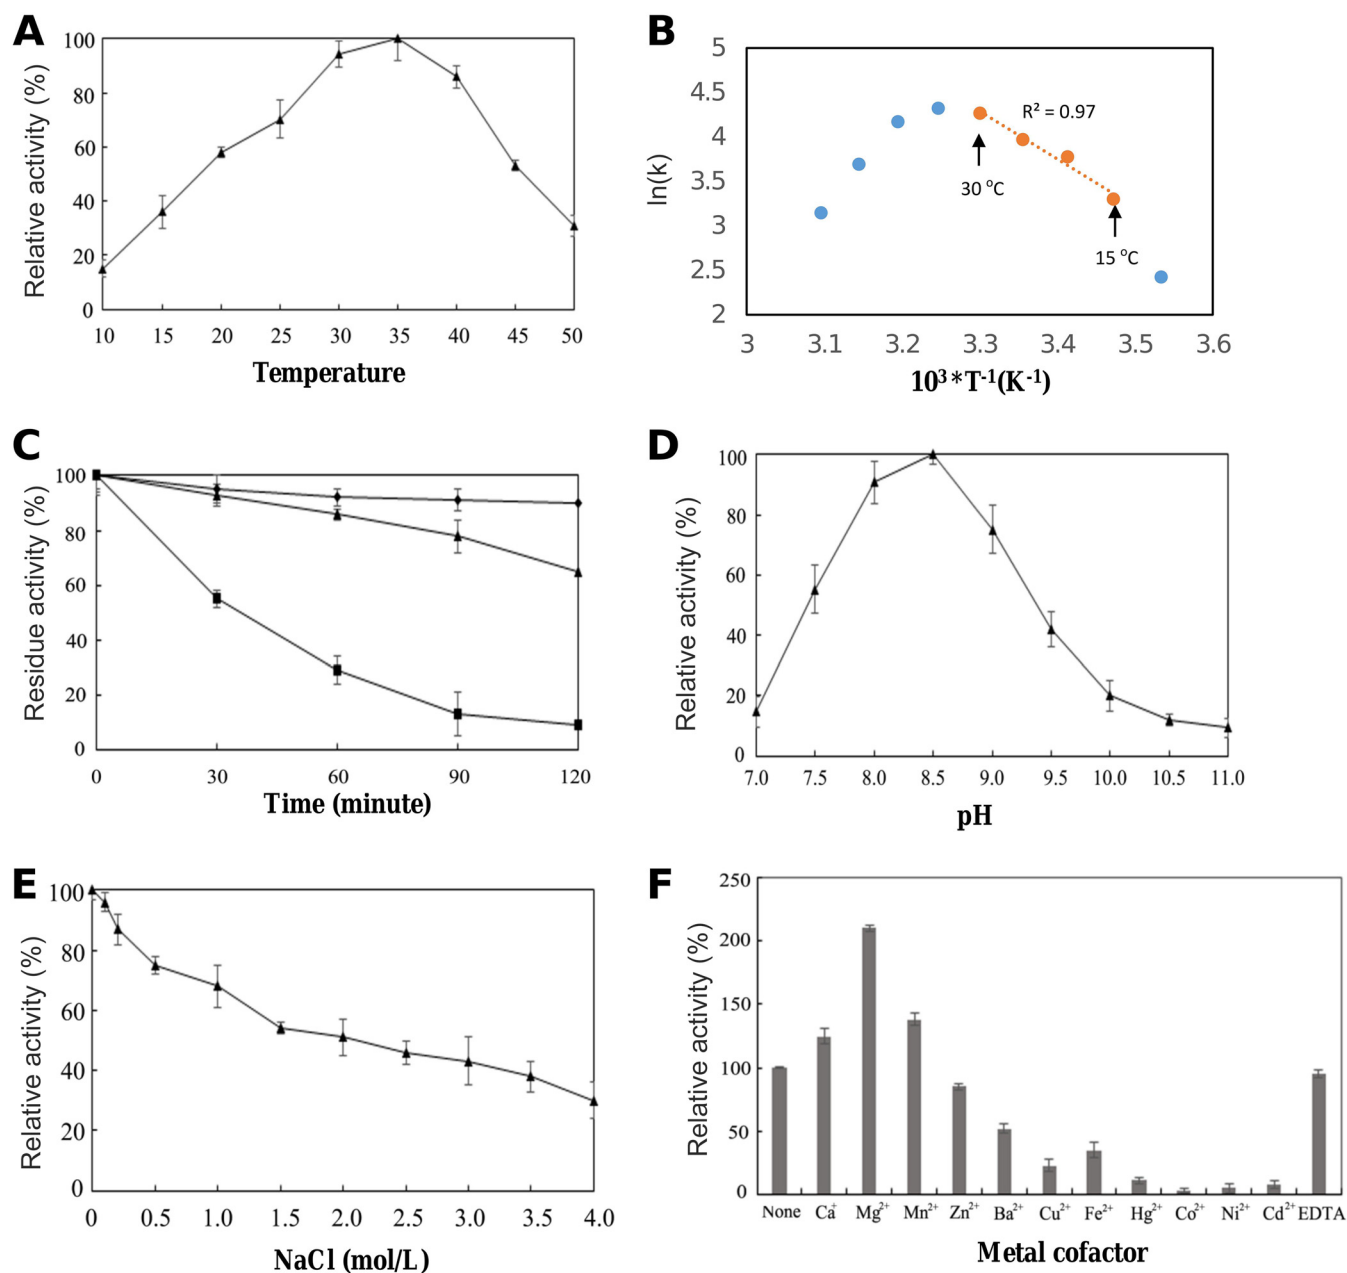 A
Relative activity (%)
100
80
60
40
20
0
10 15 20 25 30 35 40 45 50
Temperature
B
ln(k)
5
4.5
4
3.5
3
2.5
2
R² = 0.97
30 °C
15 °C
3 3.1 3.2 3.3 3.4 3.5 3.6
10³*T⁻¹(K⁻¹)
C
Residue activity (%)
100
80
60
40
20
0
0 30 60 90 120
Time (minute)
D
Relative activity (%)
100
80
60
40
20
0
7.0 7.5 8.0 8.5 9.0 9.5 10.0 10.5 11.0
pH
E
Relative activity (%)
100
80
60
40
20
0
0 0.5 1.0 1.5 2.0 2.5 3.0 3.5 4.0
NaCl (mol/L)
F
Relative activity (%)
250
200
150
100
50
0
None Ca⁺ Mg²⁺ Mn²⁺ Zn²⁺ Ba²⁺ Cu²⁺ Fe²⁺ Hg²⁺ Co²⁺ Ni²⁺ Cd²⁺ EDTA
Metal cofactor